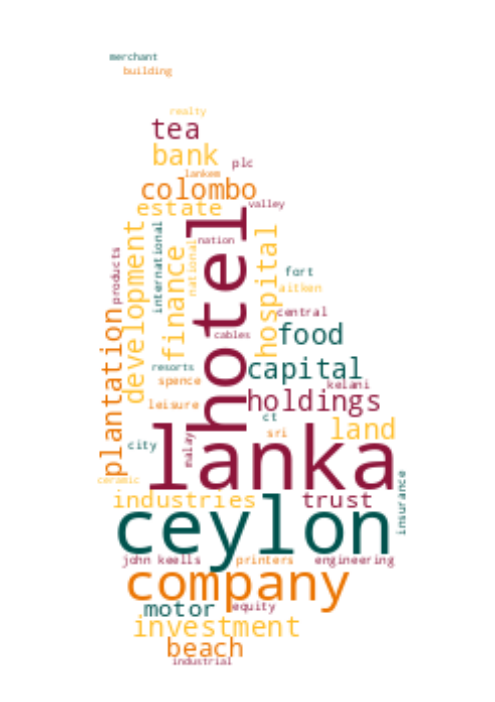 merchant
building
realty
tea
bank
plc
lankem
colombo
estate
valley
hotel
nation
national
finance
international
development
products
hospital
fort
aitken
central
cables
food
resorts
capital
spence
kelani
plantation
leisure
holdings
ct
sri
land
city
malay
lanka
ceramic
industries
trust
insurance
ceylon
john keells
printers
engineering
company
motor
equity
investment
beach
industrial